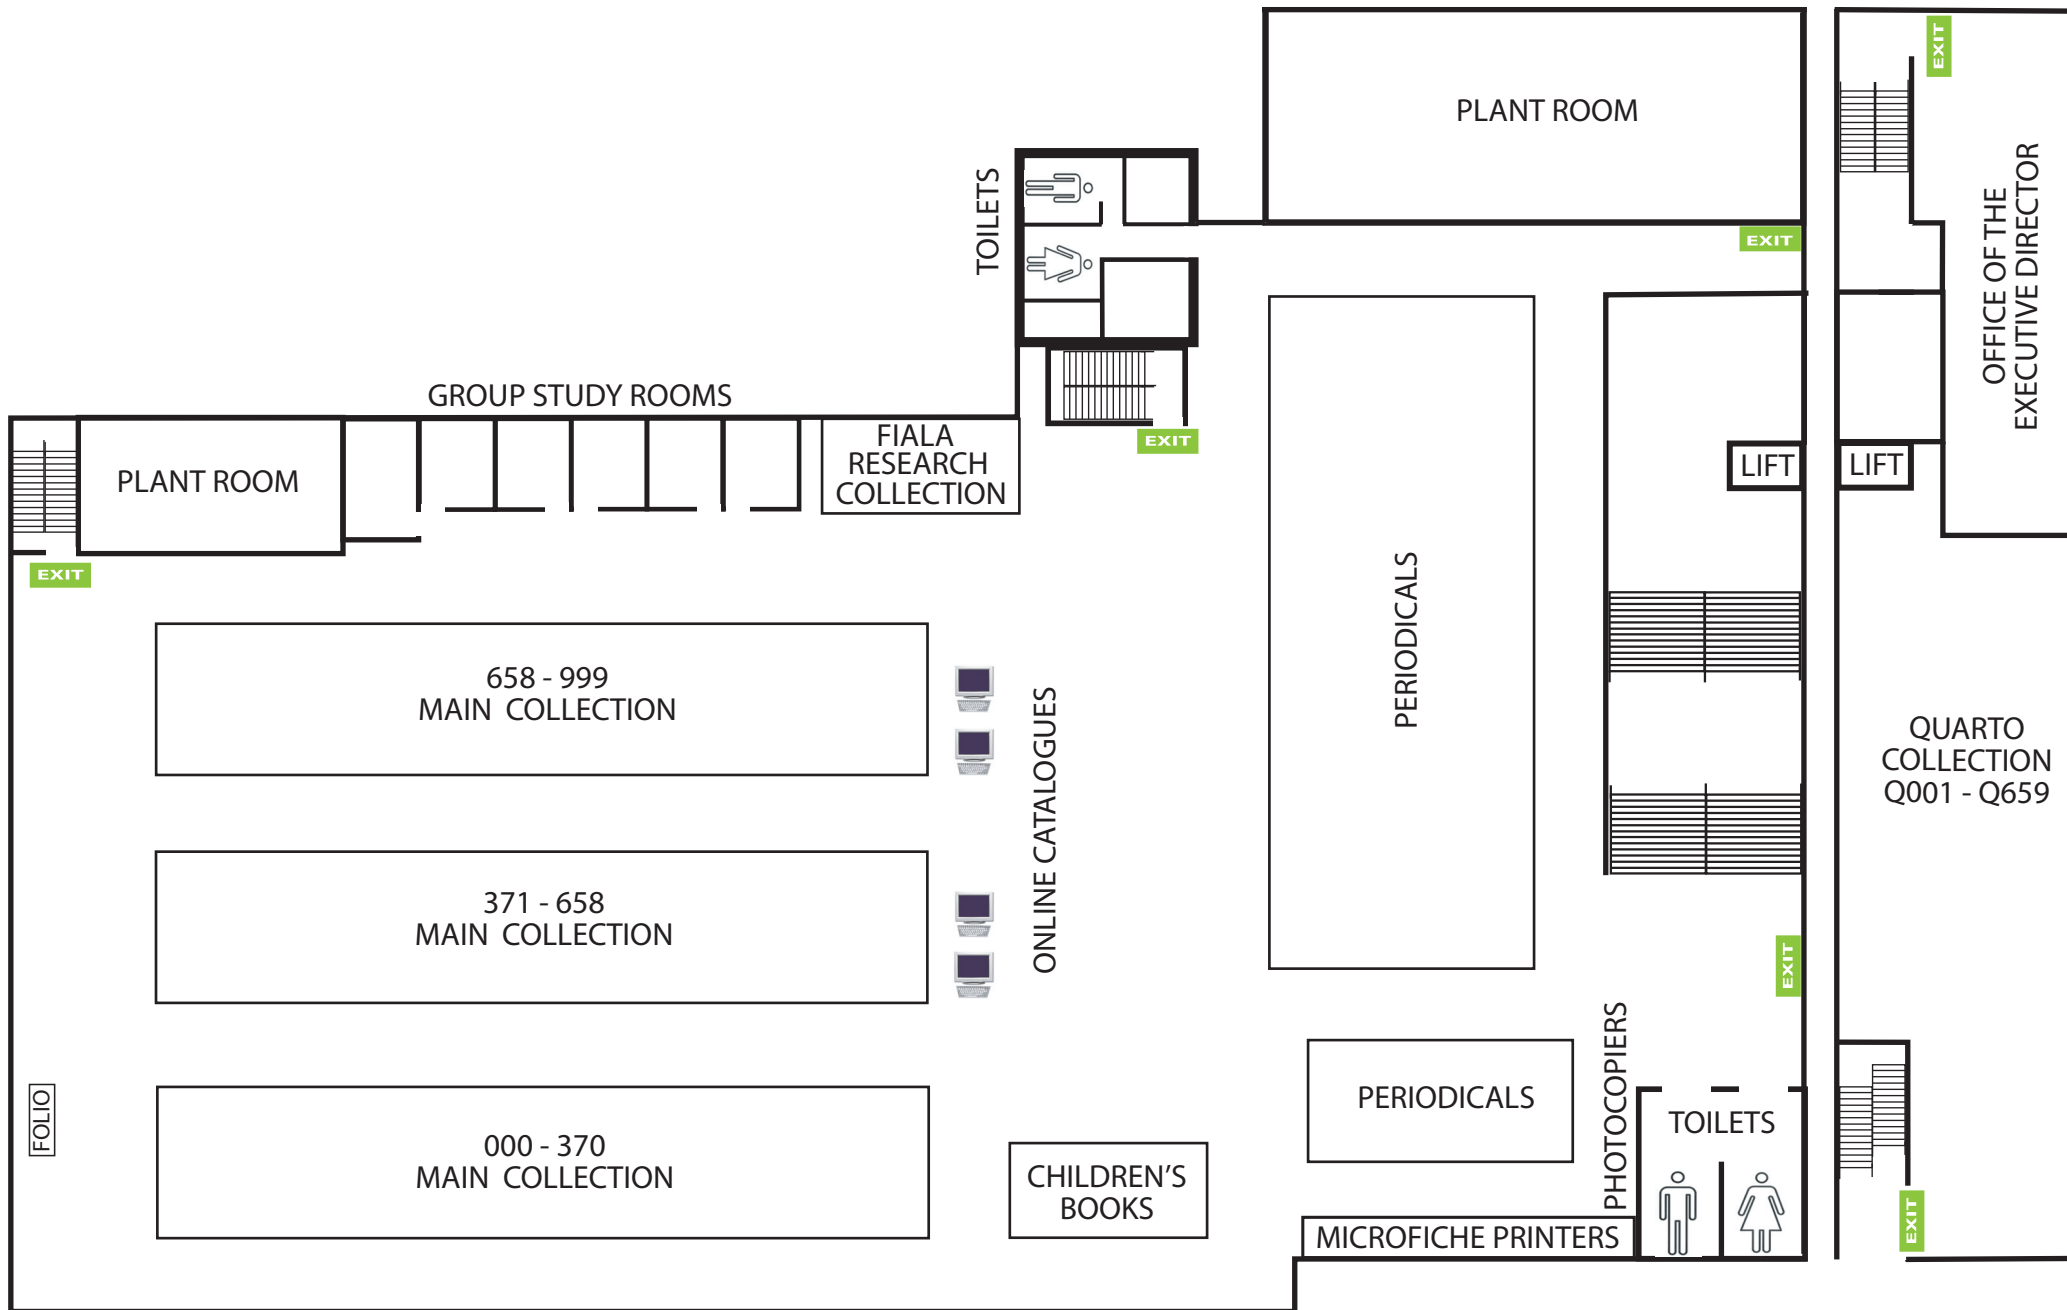 EXIT
PLANT ROOM
TOILETS
EXIT
OFFICE OF THE
EXECUTIVE DIRECTOR
GROUP STUDY ROOMS
EXIT
FIALA
RESEARCH
COLLECTION
PLANT ROOM
LIFT
LIFT
EXIT
PERIODICALS
658 - 999
MAIN COLLECTION
ONLINE CATALOGUES
QUARTO
COLLECTION
Q001 - Q659
371 - 658
MAIN COLLECTION
EXIT
PHOTOCOPIERS
PERIODICALS
FOLIO
TOILETS
000 - 370
MAIN COLLECTION
CHILDREN'S
BOOKS
EXIT
MICROFICHE PRINTERS